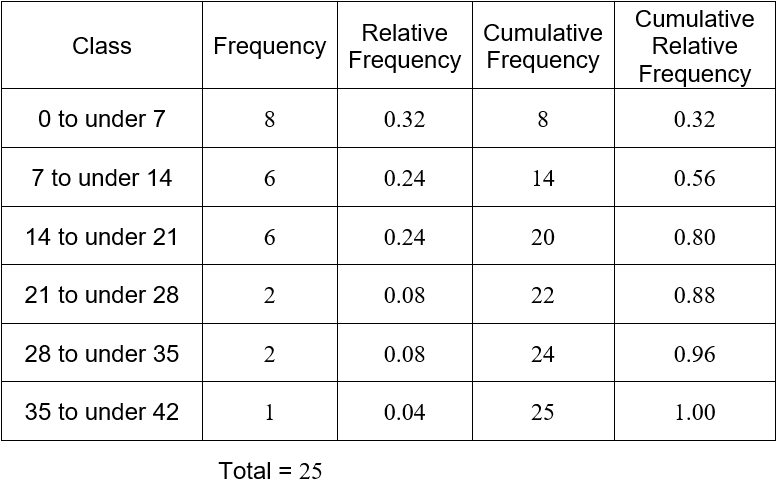 Class Frequency Relative Frequency Cumulative Frequency Cumulative Relative Frequency
0 to under 7 8 0.32 8 0.32
7 to under 14 6 0.24 14 0.56
14 to under 21 6 0.24 20 0.80
21 to under 28 2 0.08 22 0.88
28 to under 35 2 0.08 24 0.96
35 to under 42 1 0.04 25 1.00
Total = 25